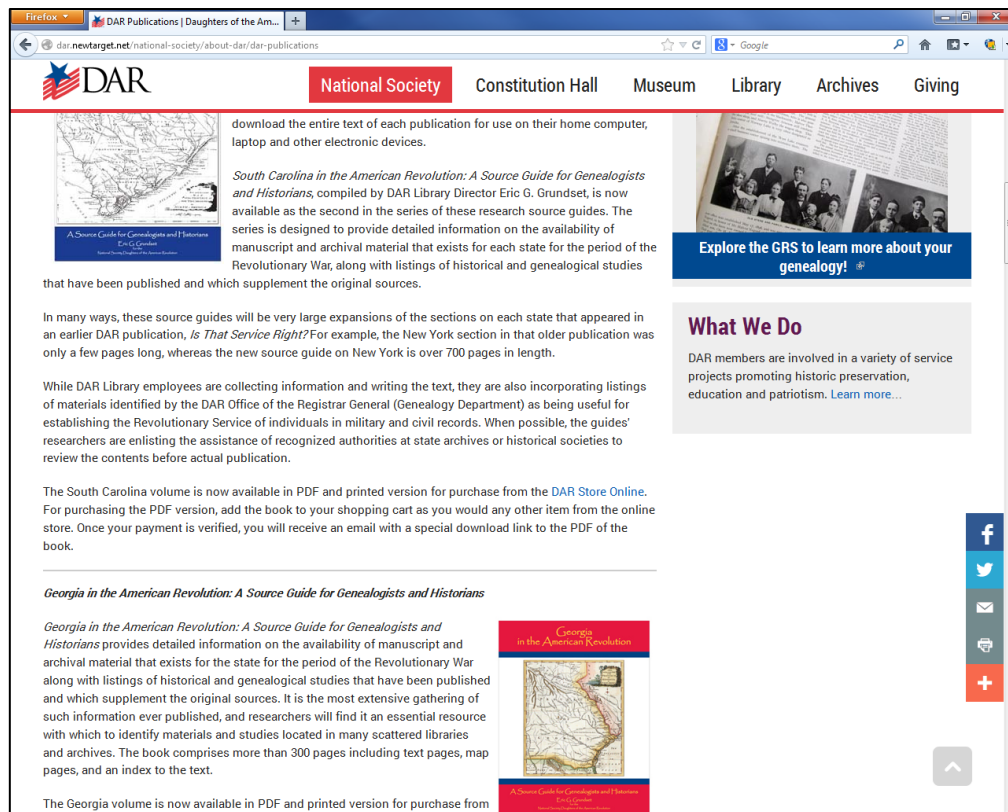 Firefox
DAR Publications | Daughters of the Am...
dar.newtarget.net/national-society/about-dar/dar-publications
Google
DAR
National Society
Constitution Hall
Museum
Library
Archives
Giving
download the entire text of each publication for use on their home computer,
laptop and other electronic devices.
South Carolina in the American Revolution: A Source Guide for Genealogists
and Historians, compiled by DAR Library Director Eric G. Grundset, is now
available as the second in the series of these research source guides. The
series is designed to provide detailed information on the availability of
manuscript and archival material that exists for each state for the period of the
Revolutionary War, along with listings of historical and genealogical studies
that have been published and which supplement the original sources.
A Source Guide for Genealogists and Historians
Eric G. Grundset
for the
National Society Daughters of the American Revolution
In many ways, these source guides will be very large expansions of the sections on each state that appeared in
an earlier DAR publication, Is That Service Right? For example, the New York section in that older publication was
only a few pages long, whereas the new source guide on New York is over 700 pages in length.
While DAR Library employees are collecting information and writing the text, they are also incorporating listings
of materials identified by the DAR Office of the Registrar General (Genealogy Department) as being useful for
establishing the Revolutionary Service of individuals in military and civil records. When possible, the guides'
researchers are enlisting the assistance of recognized authorities at state archives or historical societies to
review the contents before actual publication.
The South Carolina volume is now available in PDF and printed version for purchase from the DAR Store Online.
For purchasing the PDF version, add the book to your shopping cart as you would any other item from the online
store. Once your payment is verified, you will receive an email with a special download link to the PDF of the
book.
Georgia in the American Revolution: A Source Guide for Genealogists and Historians
Georgia in the American Revolution: A Source Guide for Genealogists and
Historians provides detailed information on the availability of manuscript and
archival material that exists for the state for the period of the Revolutionary War
along with listings of historical and genealogical studies that have been published
and which supplement the original sources. It is the most extensive gathering of
such information ever published, and researchers will find it an essential resource
with which to identify materials and studies located in many scattered libraries
and archives. The book comprises more than 300 pages including text pages, map
pages, and an index to the text.
The Georgia volume is now available in PDF and printed version for purchase from
Georgia
in the American Revolution
A Source Guide for Genealogists and Historians
Eric G. Grundset
for the
National Society Daughters of the American Revolution
Explore the GRS to learn more about your
genealogy!
What We Do
DAR members are involved in a variety of service
projects promoting historic preservation,
education and patriotism. Learn more...